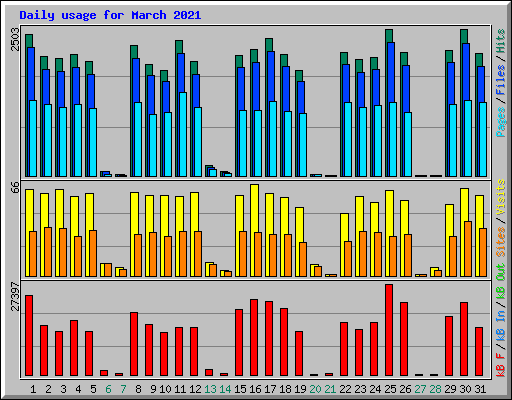 Daily usage for March 2021
2503
Pages / Files / Hits
66
Sites / Visits
27397
kB F / kB In / kB Out
1 2 3 4 5 6 7 8 9 10 11 12 13 14 15 16 17 18 19 20 21 22 23 24 25 26 27 28 29 30 31